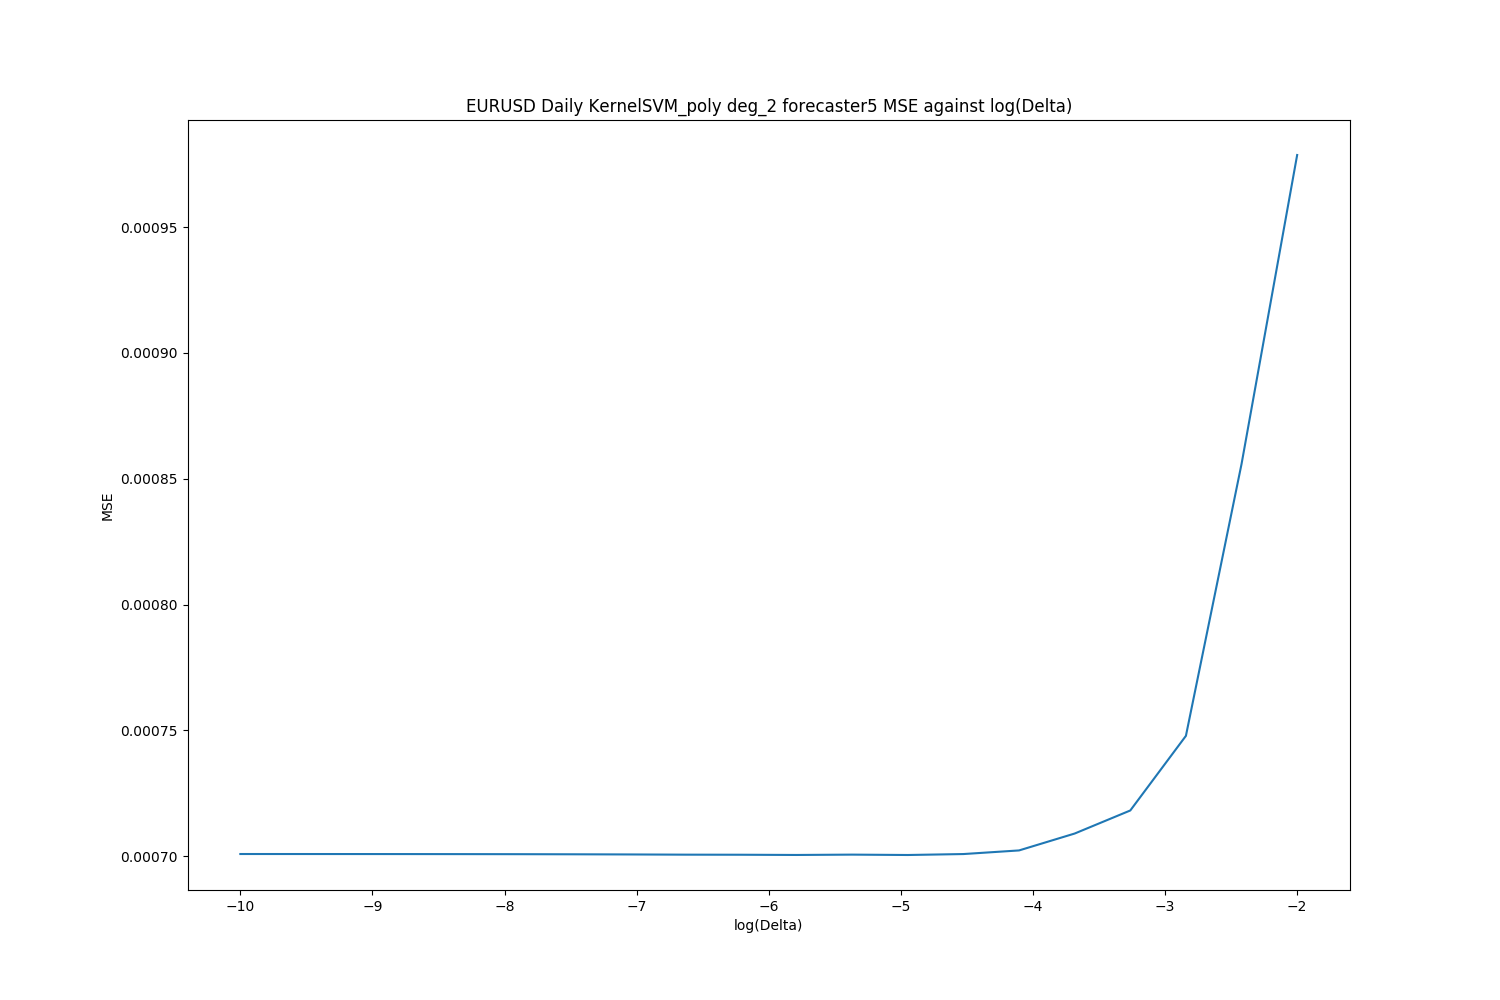 EURUSD Daily KernelSVM_poly deg_2 forecaster5 MSE against log(Delta)
0.00095
0.00090
0.00085
MSE
0.00080
0.00075
0.00070
−10 −9 −8 −7 −6 −5 −4 −3 −2
log(Delta)